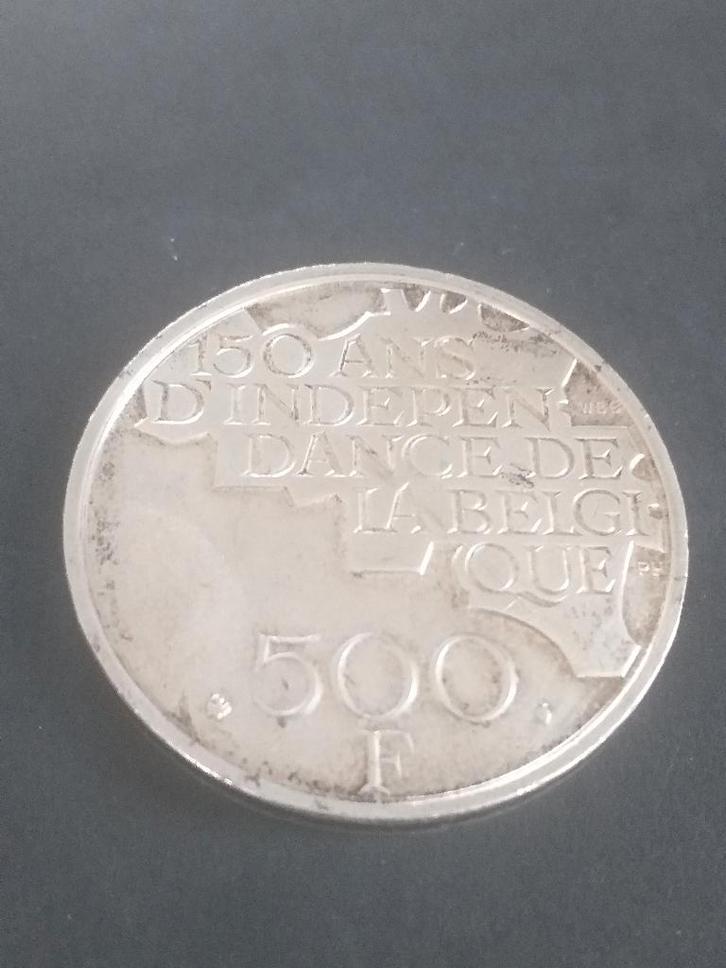 150 ANS
D'INDEPEN
DANCE DE
LA BELGI
QUE
500
F